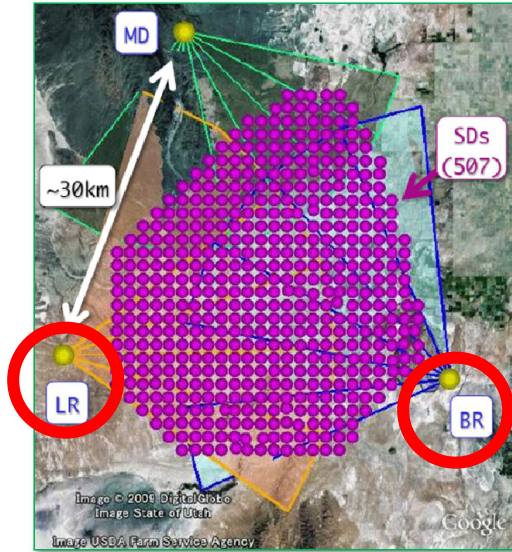 MD
SDs
(507)
~30km
LR
BR
Image © 2009 DigitalGlobe
Image State of Utah
Image USDA Farm Service Agency
Google